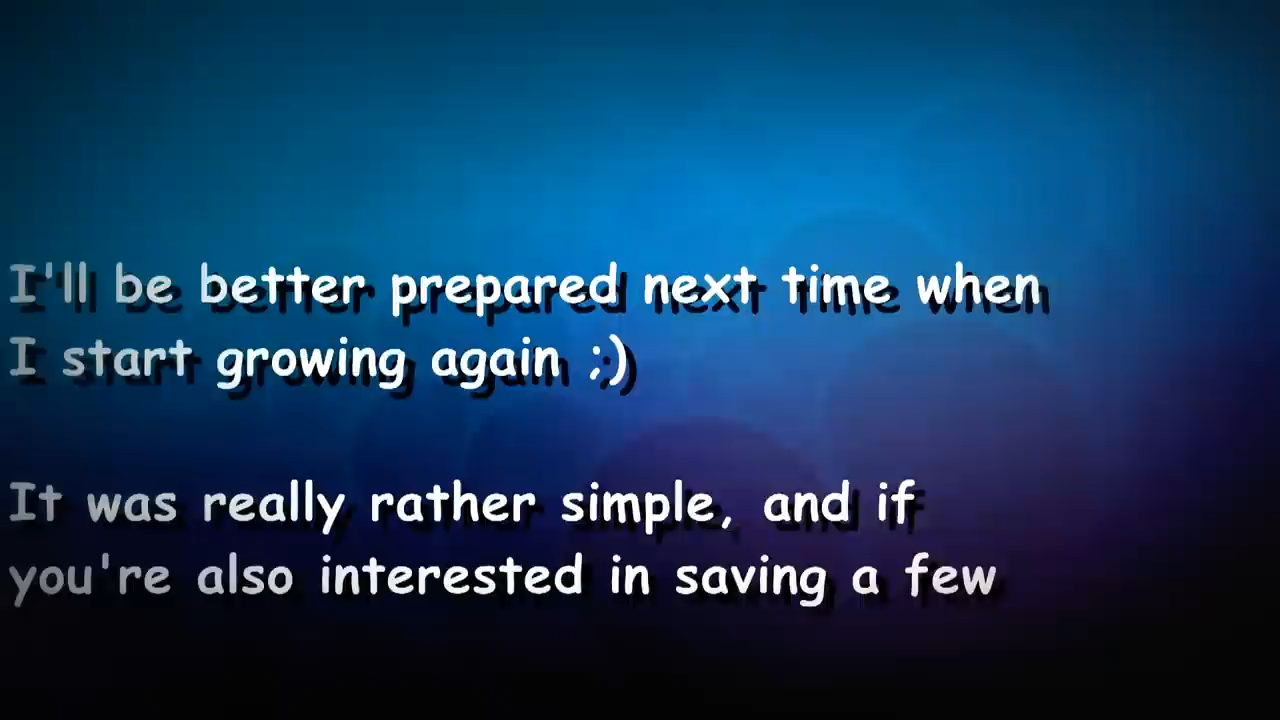 I'll be better prepared next time when
I start growing again ;)
It was really rather simple, and if
you're also interested in saving a few